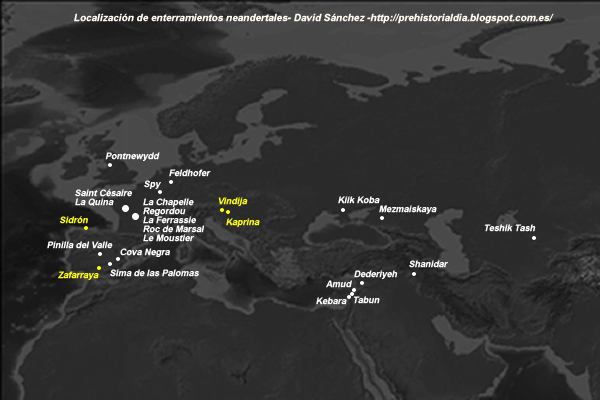 Localización de enterramientos neandertales- David Sánchez -http://prehistorialdia.blogspot.com.es/
Pontnewydd
Feldhofer
Spy
Saint Césaire
La Quina
La Chapelle
Regordou
La Ferrassie
Roc de Marsal
Le Moustier
Vindija
Kaprina
Kiik Koba
Mezmaiskaya
Teshik Tash
Sidrón
Pinilla del Valle
Cova Negra
Zafarraya
Sima de las Palomas
Shanidar
Dederiyeh
Amud
Kebara
Tabun